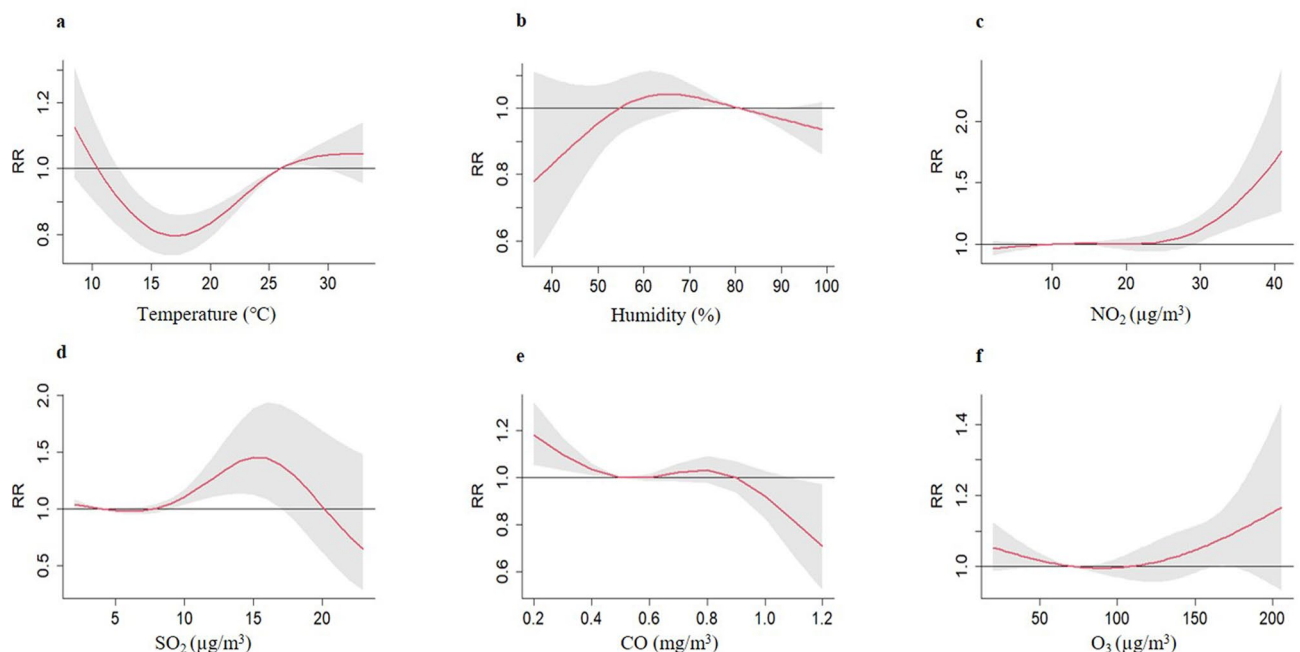 a
b
c
RR
0.8 1.0 1.2
10 15 20 25 30
Temperature (℃)
RR
0.6 0.8 1.0
40 50 60 70 80 90 100
Humidity (%)
RR
1.0 1.5 2.0
10 20 30 40
NO₂ (µg/m³)
d
e
f
RR
0.5 1.0 1.5 2.0
5 10 15 20
SO₂ (µg/m³)
RR
0.6 0.8 1.0 1.2
0.2 0.4 0.6 0.8 1.0 1.2
CO (mg/m³)
RR
1.0 1.2 1.4
50 100 150 200
O₃ (µg/m³)